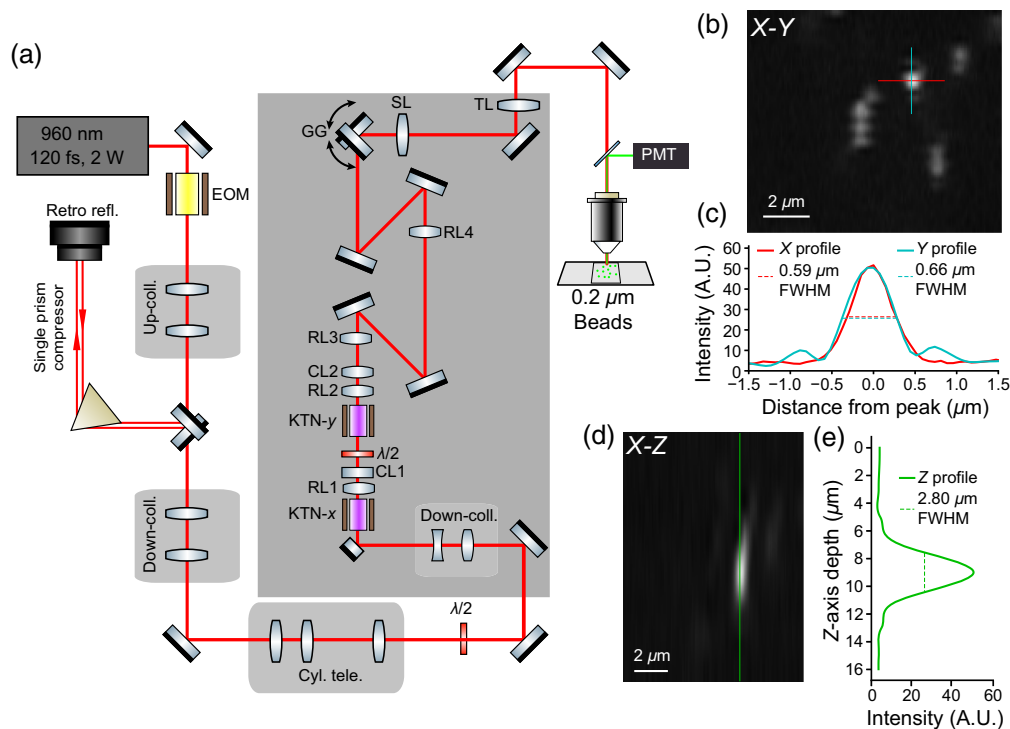 (a)
960 nm
120 fs, 2 W
EOM
Retro refl.
Single prism
compressor
Up-coll.
Down-coll.
Cyl. tele.
λ/2
Down-coll.
KTN-x
RL1
CL1
λ/2
KTN-y
RL2
CL2
RL3
RL4
GG
SL
TL
PMT
0.2 µm
Beads
(b)
X-Y
2 µm
(c)
Intensity (A.U.)
60
50
40
30
20
10
0
X profile
0.59 µm
FWHM
Y profile
0.66 µm
FWHM
−1.5 −1.0 −0.5 0.0 0.5 1.0 1.5
Distance from peak (µm)
(d)
X-Z
2 µm
(e)
Z-axis depth (µm)
0
2
4
6
8
10
12
14
16
Z profile
2.80 µm
FWHM
0 20 40 60
Intensity (A.U.)